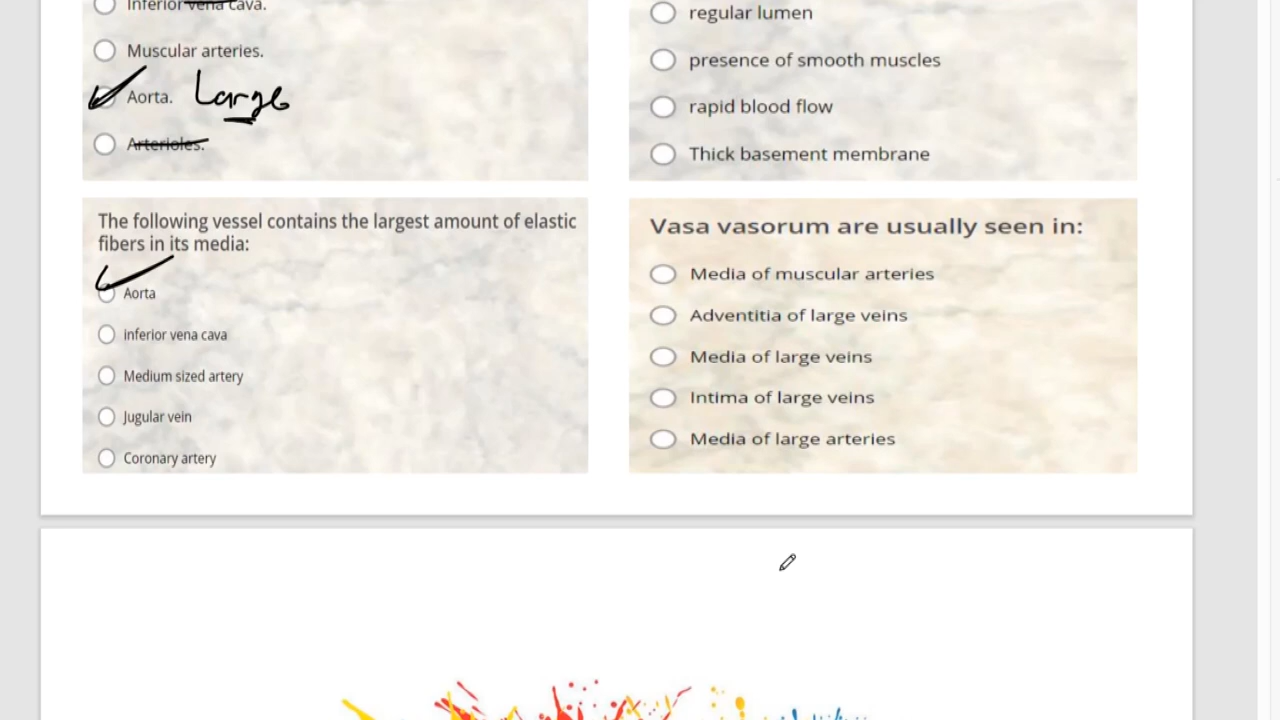 Inferior vena cava.
Muscular arteries.
Aorta. Large
Arterioles.
The following vessel contains the largest amount of elastic
fibers in its media:
Aorta
inferior vena cava
Medium sized artery
Jugular vein
Coronary artery
regular lumen
presence of smooth muscles
rapid blood flow
Thick basement membrane
Vasa vasorum are usually seen in:
Media of muscular arteries
Adventitia of large veins
Media of large veins
Intima of large veins
Media of large arteries